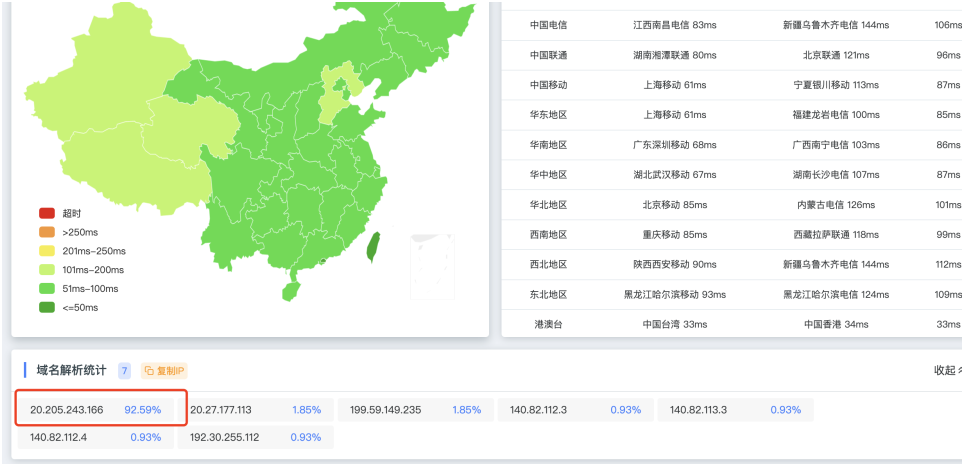 超时
>250ms
201ms-250ms
101ms-200ms
51ms-100ms
<=50ms
中国电信 江西南昌电信 83ms 新疆乌鲁木齐电信 144ms 106ms
中国联通 湖南湘潭联通 80ms 北京联通 121ms 96ms
中国移动 上海移动 61ms 宁夏银川移动 113ms 87ms
华东地区 上海移动 61ms 福建龙岩电信 100ms 85ms
华南地区 广东深圳移动 68ms 广西南宁电信 103ms 86ms
华中地区 湖北武汉移动 67ms 湖南长沙电信 107ms 87ms
华北地区 北京移动 85ms 内蒙古电信 126ms 101ms
西南地区 重庆移动 85ms 西藏拉萨联通 118ms 99ms
西北地区 陕西西安移动 90ms 新疆乌鲁木齐电信 144ms 112ms
东北地区 黑龙江哈尔滨移动 93ms 黑龙江哈尔滨电信 124ms 109ms
港澳台 中国台湾 33ms 中国香港 34ms 33ms
域名解析统计 7 复制IP 收起
20.205.243.166 92.59% 20.27.177.113 1.85% 199.59.149.235 1.85% 140.82.112.3 0.93% 140.82.113.3 0.93%
140.82.112.4 0.93% 192.30.255.112 0.93%